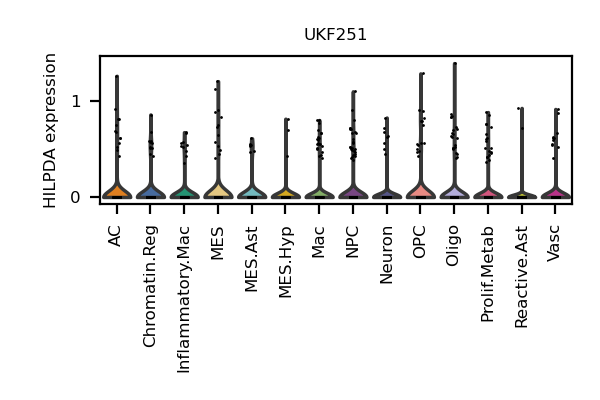 UKF251
HILPDA expression
1
0
AC
Chromatin.Reg
Inflammatory.Mac
MES
MES.Ast
MES.Hyp
Mac
NPC
Neuron
OPC
Oligo
Prolif.Metab
Reactive.Ast
Vasc